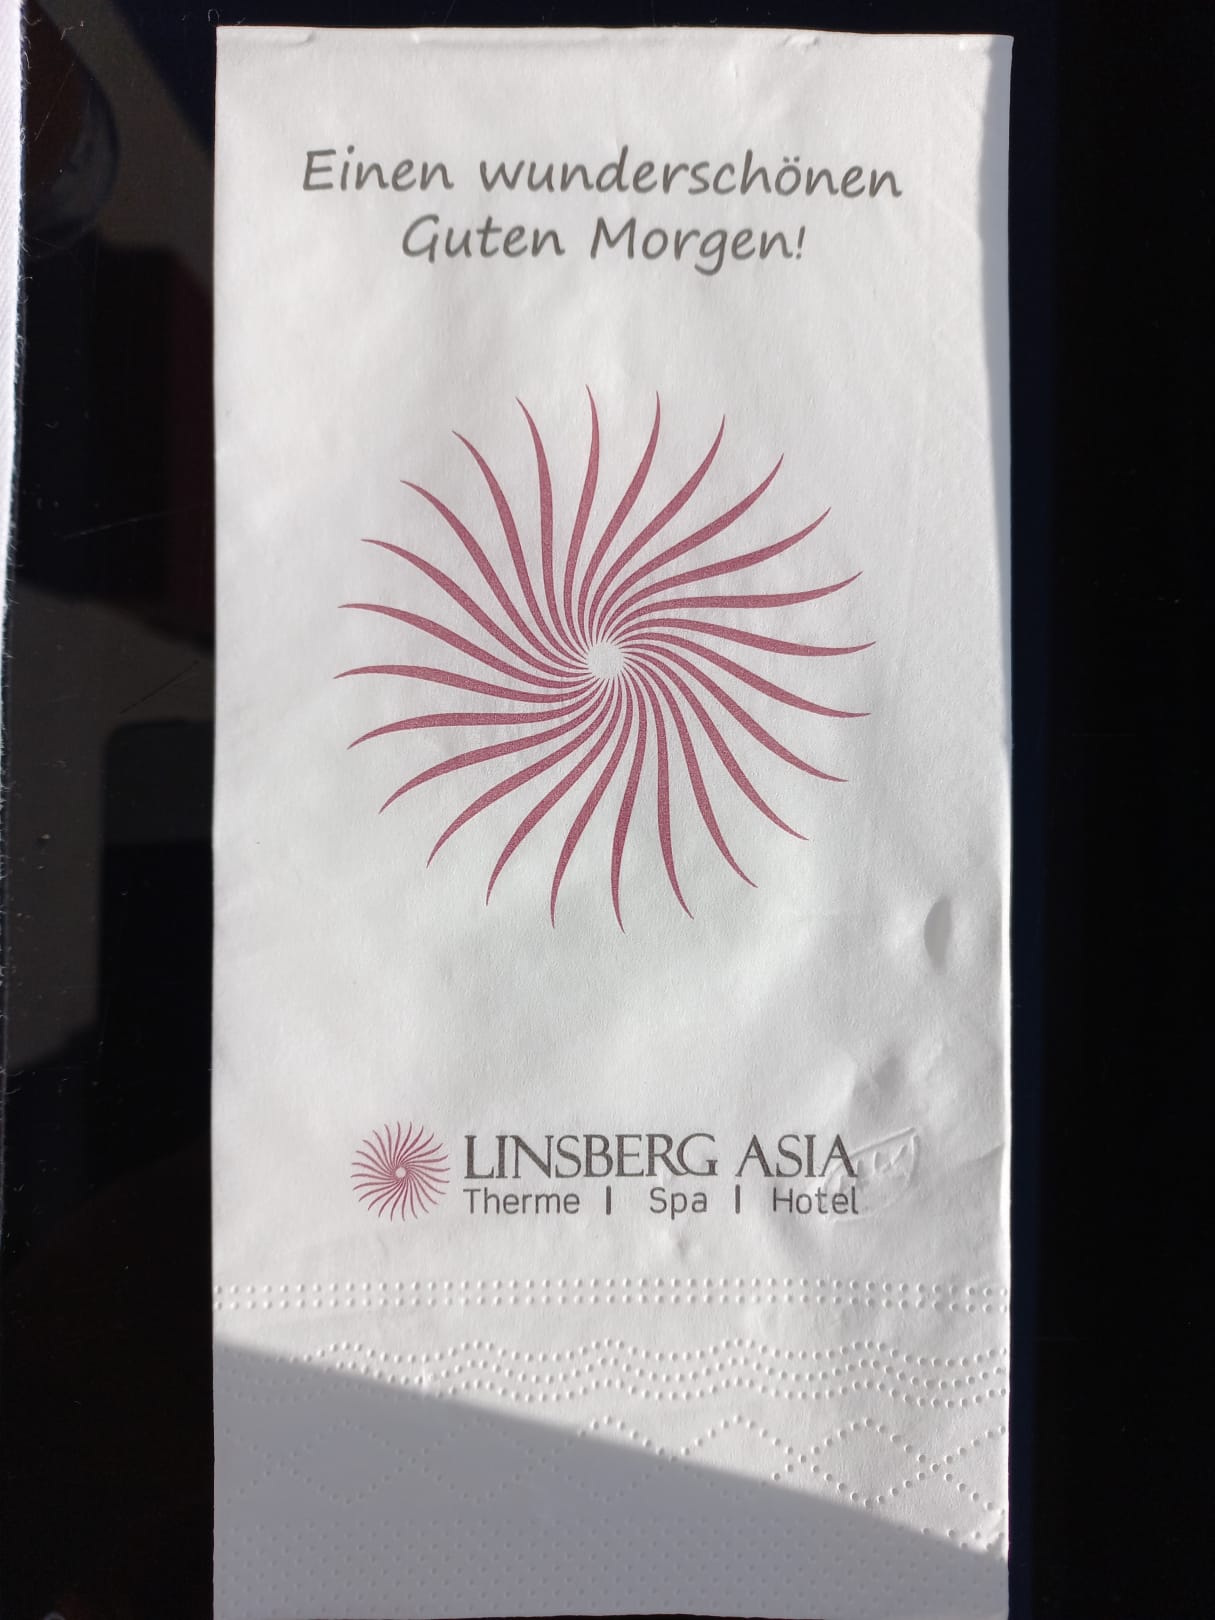 Einen wunderschönen
Guten Morgen!
LINSBERG ASIA
Therme | Spa | Hotel